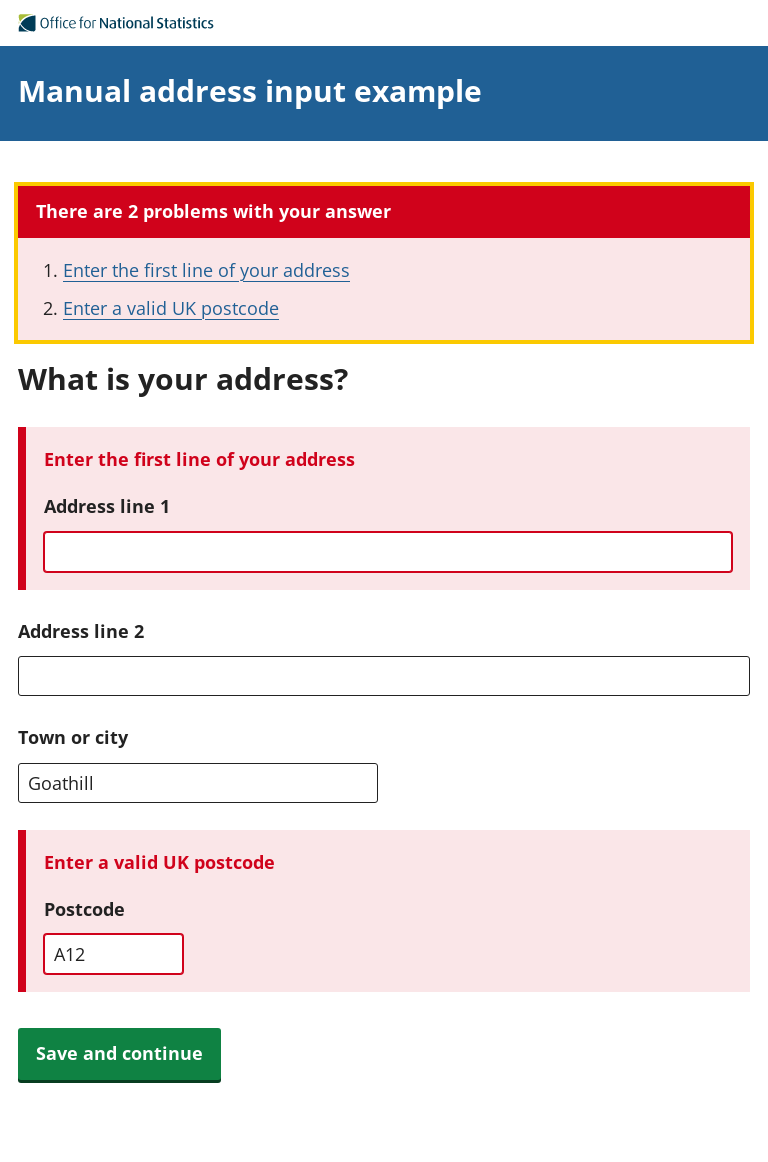 Office for National Statistics
Manual address input example
There are 2 problems with your answer
1. Enter the first line of your address
2. Enter a valid UK postcode
What is your address?
Enter the first line of your address
Address line 1
Address line 2
Town or city
Goathill
Enter a valid UK postcode
Postcode
A12
Save and continue